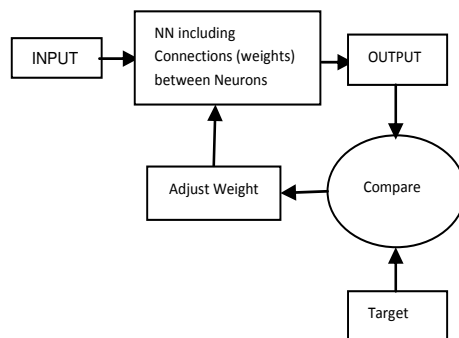 INPUT
NN including
Connections (weights)
between Neurons
OUTPUT
Adjust Weight
Compare
Target